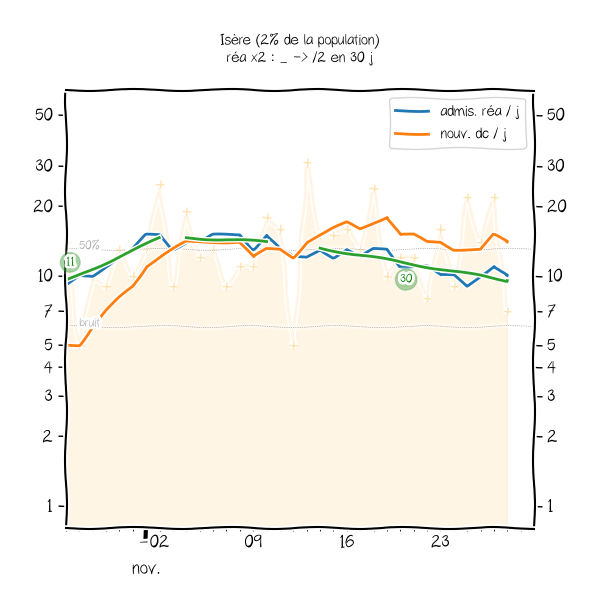 Isère (2% de la population)
réa x2 : _ -> /2 en 30 j
admis. réa / j
nouv. dc / j
50 50
30 30
20 20
50%
11
10 10
30
7 7
bruit
5 5
4 4
3 3
2 2
1 1
02 09 16 23
nov.